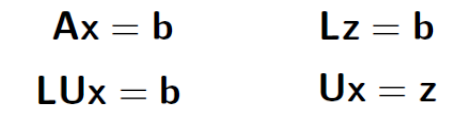 Ax = b
LUx = b
Lz = b
Ux = z